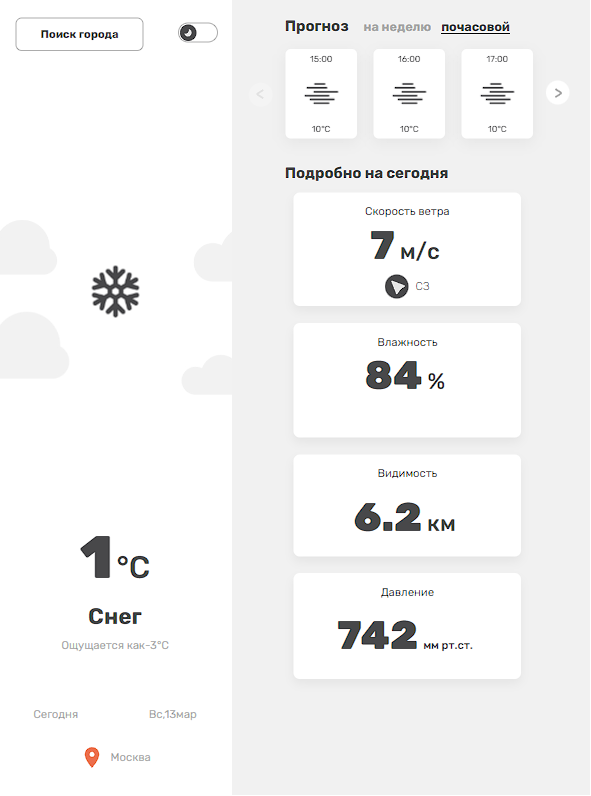 Поиск города
1°C
Снег
Ощущается как-3°C
Сегодня Вс,13мар
Москва
Прогноз на неделю почасовой
15:00 16:00 17:00
< >
10°C 10°C 10°C
Подробно на сегодня
Скорость ветра
7 м/с
СЗ
Влажность
84 %
Видимость
6.2 км
Давление
742 мм рт.ст.